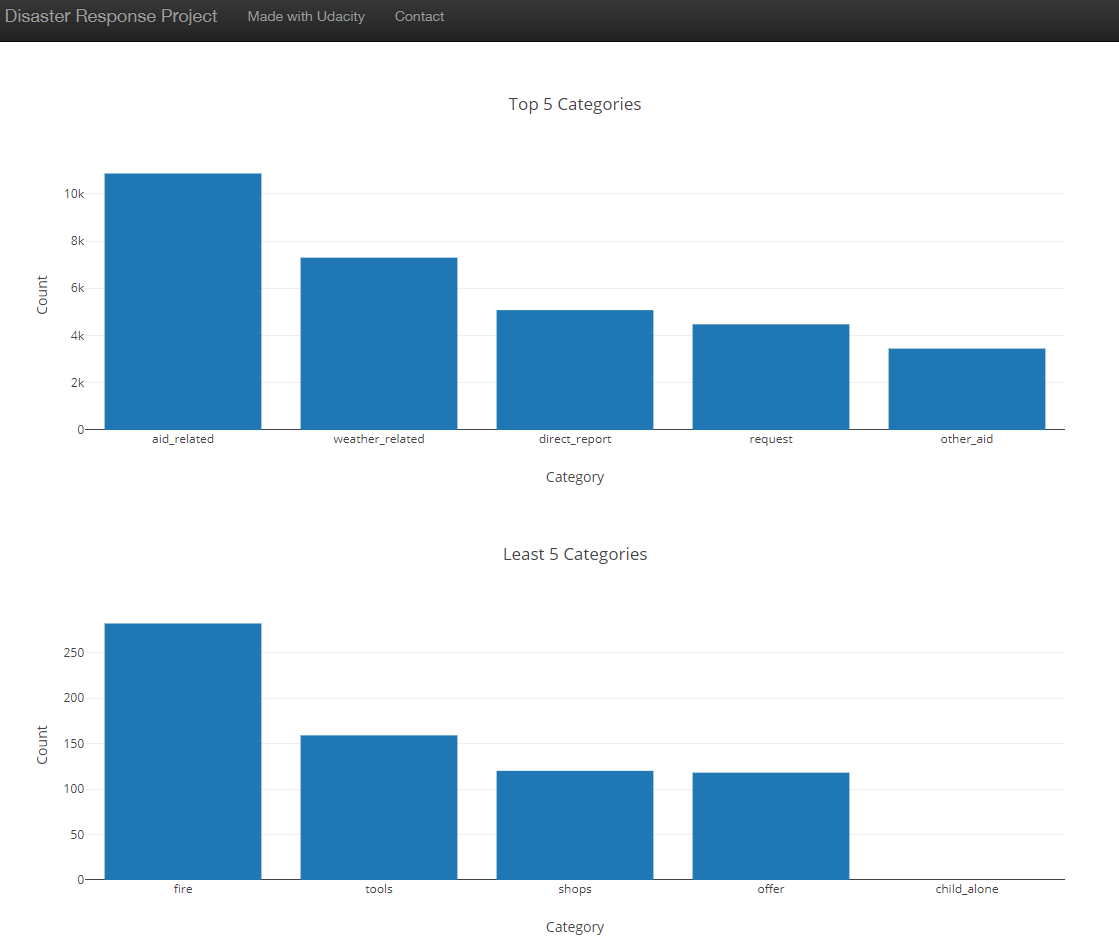 Disaster Response Project Made with Udacity Contact
Top 5 Categories
10k
8k
6k
4k
2k
0
Count
aid_related weather_related direct_report request other_aid
Category
Least 5 Categories
250
200
150
100
50
0
Count
fire tools shops offer child_alone
Category